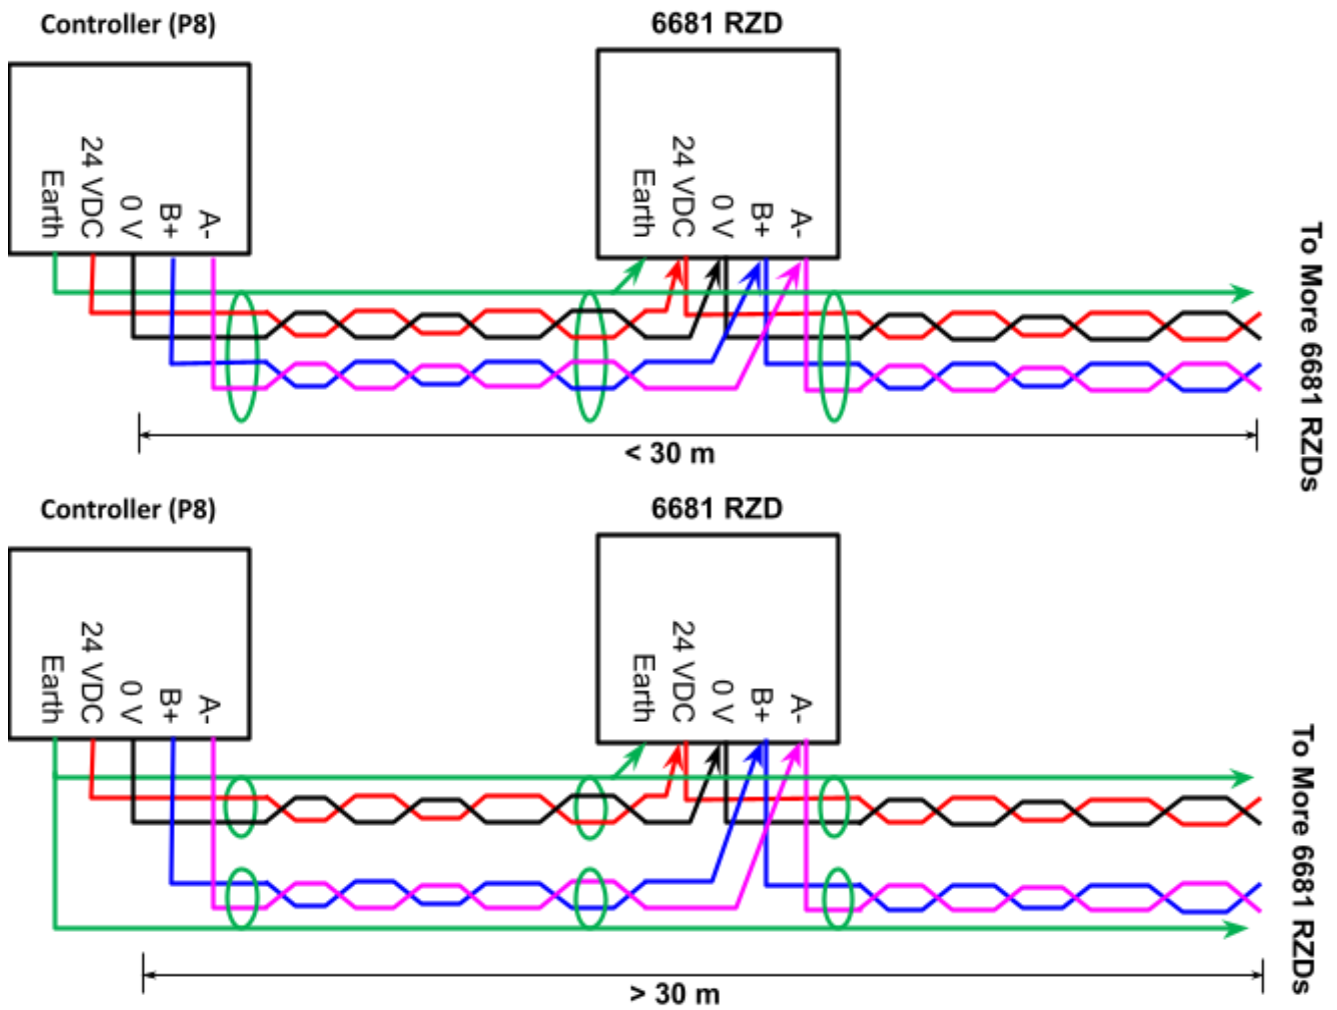 Controller (P8)
6681 RZD
Earth
24 VDC
0 V
B+
A-
Earth
24 VDC
0 V
B+
A-
To More 6681 RZDs
< 30 m
Controller (P8)
6681 RZD
Earth
24 VDC
0 V
B+
A-
Earth
24 VDC
0 V
B+
A-
To More 6681 RZDs
> 30 m